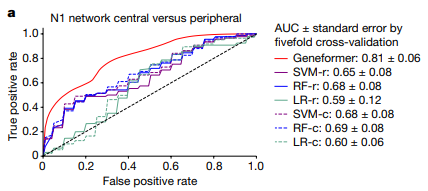 a
N1 network central versus peripheral
AUC ± standard error by
fivefold cross-validation
Geneformer: 0.81 ± 0.06
SVM-r: 0.65 ± 0.08
RF-r: 0.68 ± 0.08
LR-r: 0.59 ± 0.12
SVM-c: 0.68 ± 0.08
RF-c: 0.69 ± 0.08
LR-c: 0.60 ± 0.06
True positive rate
1.0
0.8
0.6
0.4
0.2
0
0 0.2 0.4 0.6 0.8 1.0
False positive rate